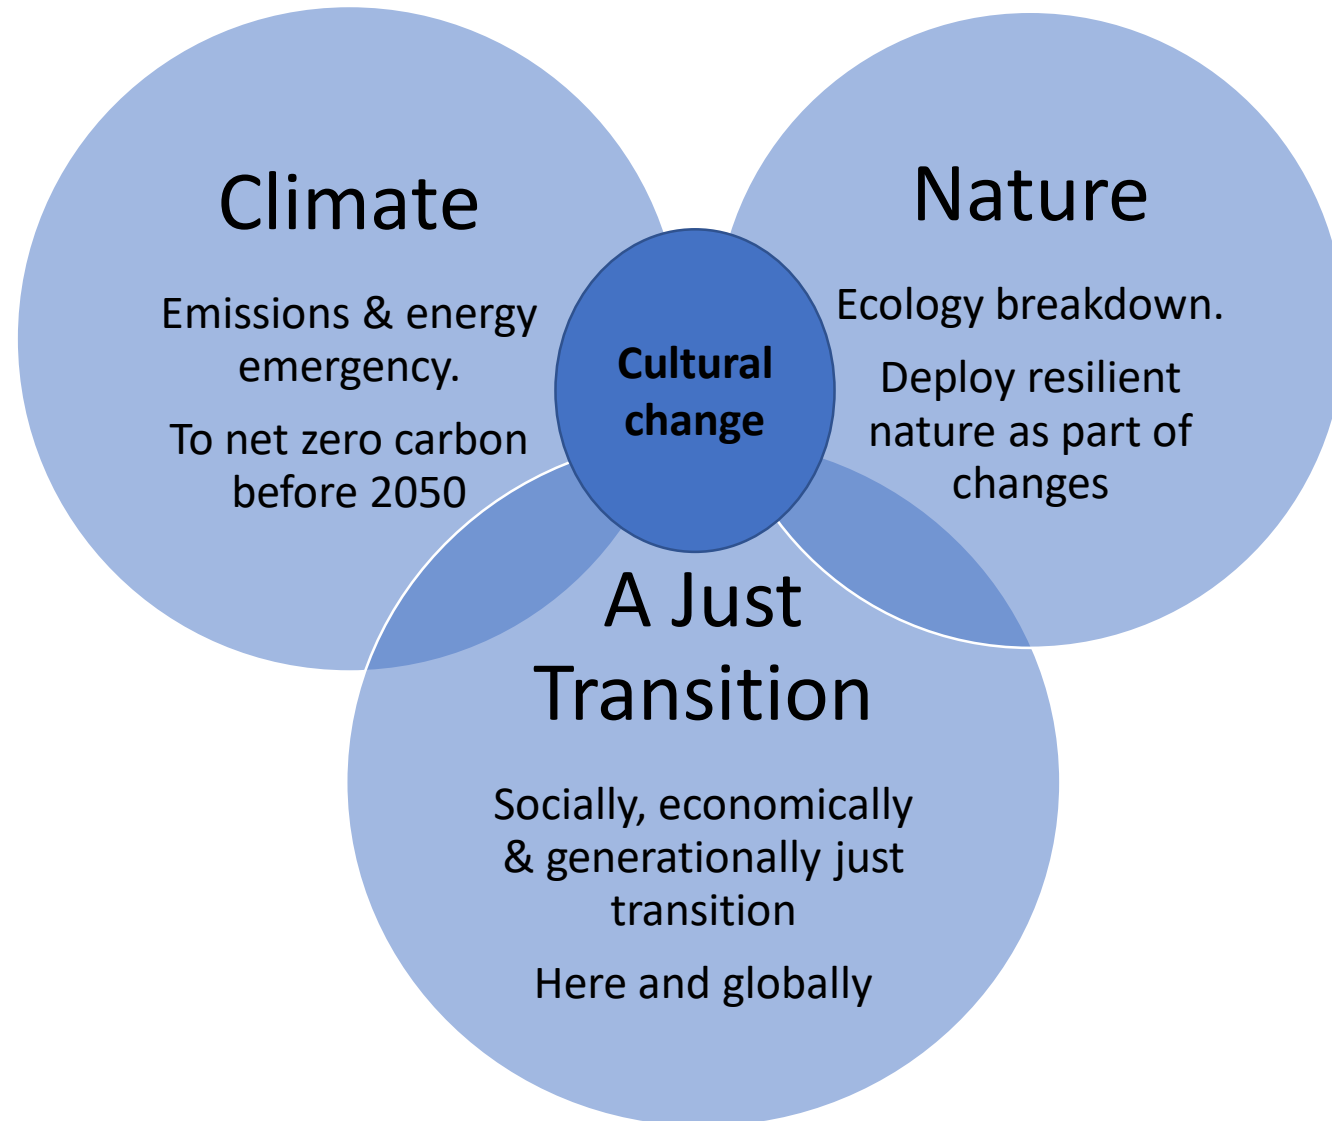 Climate
Emissions & energy
emergency.
To net zero carbon
before 2050
Cultural
change
Nature
Ecology breakdown.
Deploy resilient
nature as part of
changes
A Just
Transition
Socially, economically
& generationally just
transition
Here and globally